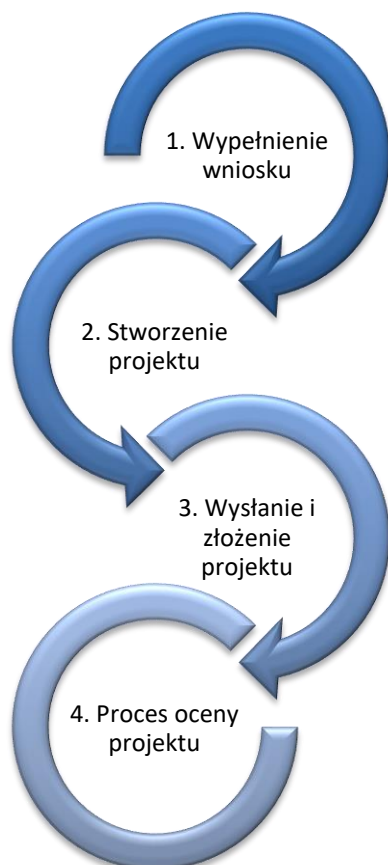 1. Wypełnienie
wniosku
2. Stworzenie
projektu
3. Wysłanie i
złożenie
projektu
4. Proces oceny
projektu